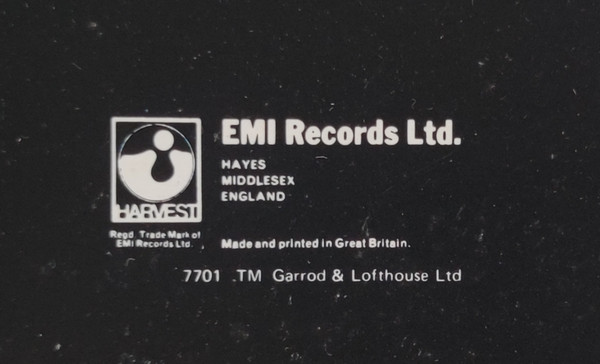 EMI Records Ltd.
HAYES
MIDDLESEX
ENGLAND
HARVEST
Regd. Trade Mark of
EMI Records Ltd.
Made and printed in Great Britain.
7701 TM Garrod & Lofthouse Ltd